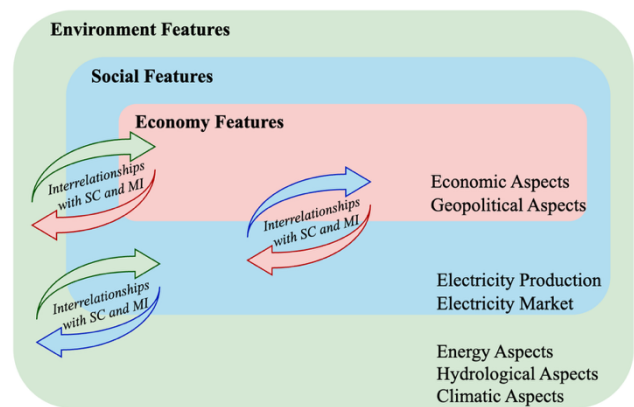 Environment Features
Social Features
Economy Features
Interrelationships
with SC and MI
Interrelationships
with SC and MI
Economic Aspects
Geopolitical Aspects
Interrelationships
with SC and MI
Electricity Production
Electricity Market
Energy Aspects
Hydrological Aspects
Climatic Aspects